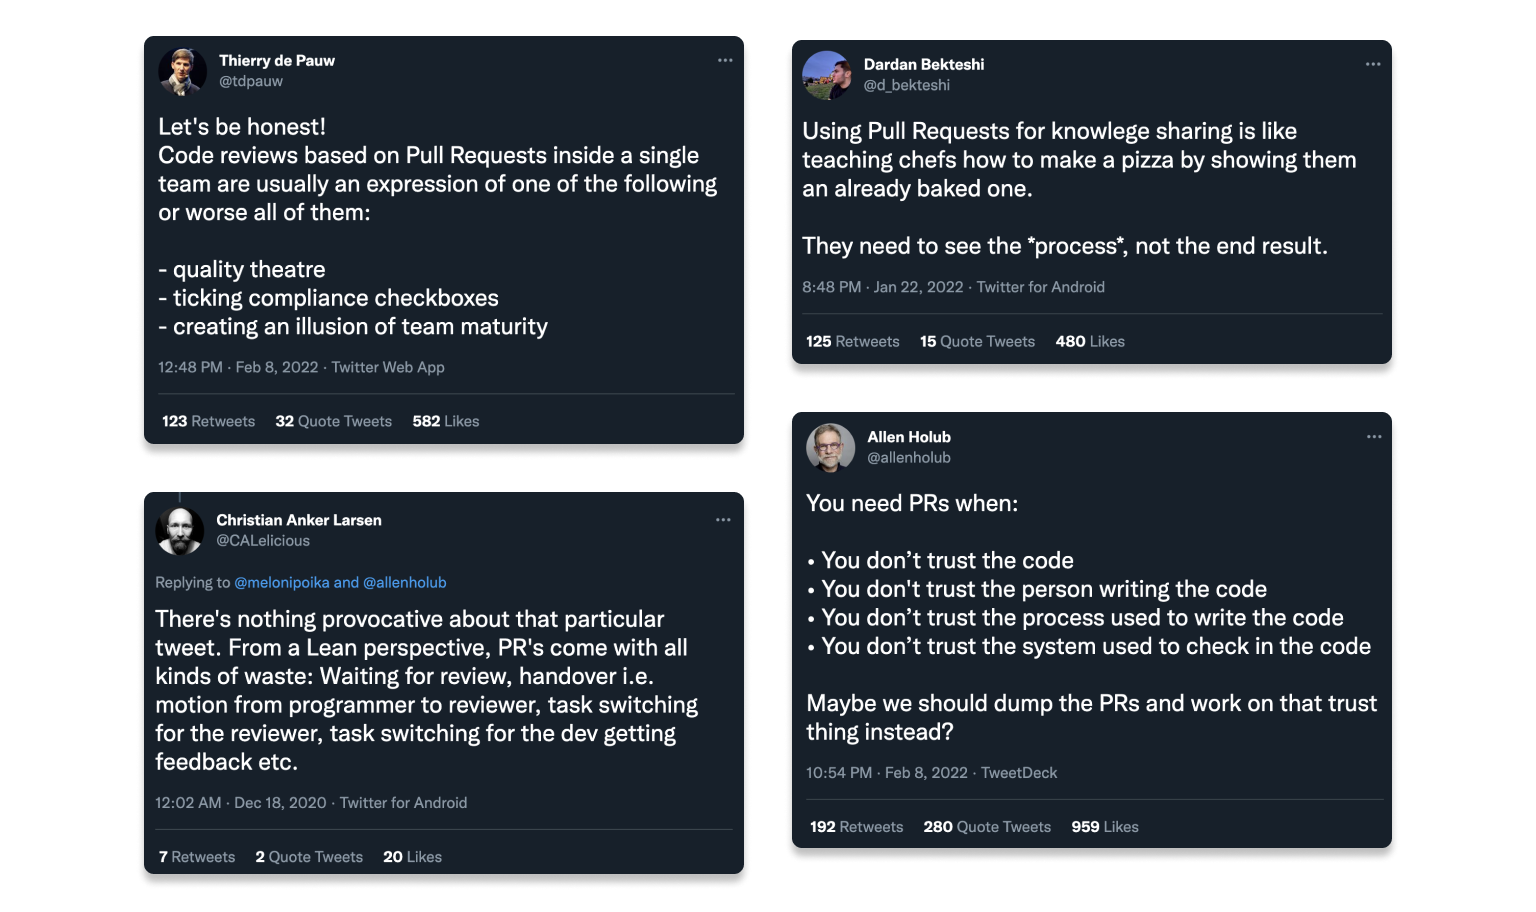 Thierry de Pauw
@tdpauw
Let's be honest!
Code reviews based on Pull Requests inside a single
team are usually an expression of one of the following
or worse all of them:
- quality theatre
- ticking compliance checkboxes
- creating an illusion of team maturity
12:48 PM · Feb 8, 2022 · Twitter Web App
123 Retweets 32 Quote Tweets 582 Likes
Christian Anker Larsen
@CALelicious
Replying to @melonipoika and @allenholub
There's nothing provocative about that particular
tweet. From a Lean perspective, PR's come with all
kinds of waste: Waiting for review, handover i.e.
motion from programmer to reviewer, task switching
for the reviewer, task switching for the dev getting
feedback etc.
12:02 AM · Dec 18, 2020 · Twitter for Android
7 Retweets 2 Quote Tweets 20 Likes
Dardan Bekteshi
@d_bekteshi
Using Pull Requests for knowlege sharing is like
teaching chefs how to make a pizza by showing them
an already baked one.
They need to see the *process*, not the end result.
8:48 PM · Jan 22, 2022 · Twitter for Android
125 Retweets 15 Quote Tweets 480 Likes
Allen Holub
@allenholub
You need PRs when:
• You don’t trust the code
• You don't trust the person writing the code
• You don’t trust the process used to write the code
• You don’t trust the system used to check in the code
Maybe we should dump the PRs and work on that trust
thing instead?
10:54 PM · Feb 8, 2022 · TweetDeck
192 Retweets 280 Quote Tweets 959 Likes